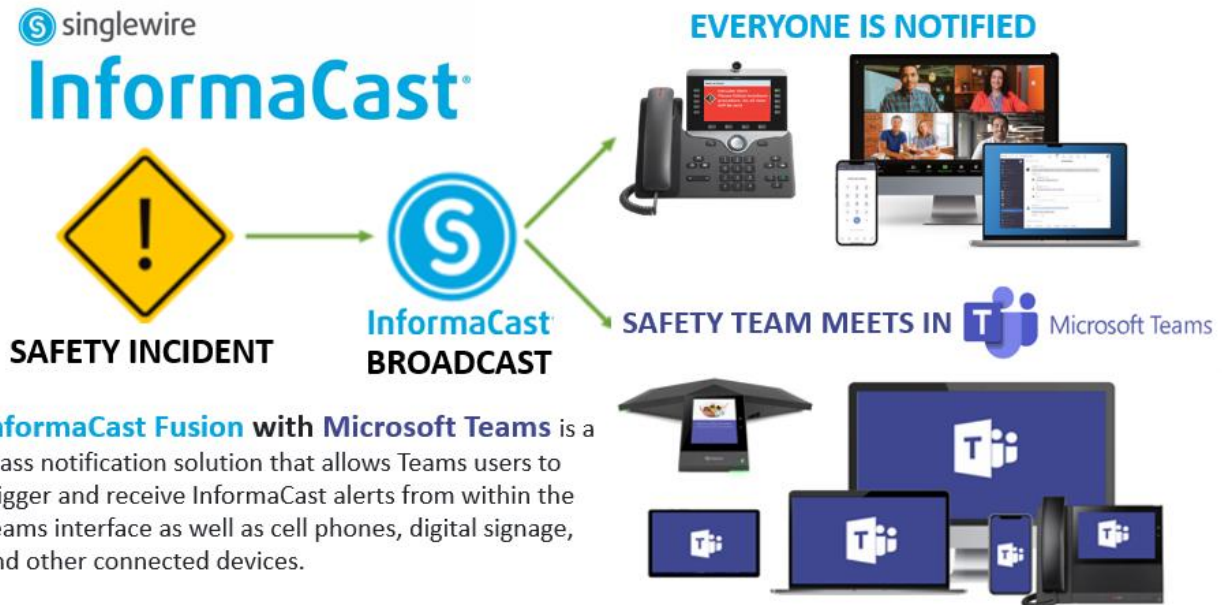 S singlewire
InformaCast®
EVERYONE IS NOTIFIED
!
S
SAFETY INCIDENT
InformaCast
BROADCAST
SAFETY TEAM MEETS IN T Microsoft Teams
nformaCast Fusion with Microsoft Teams is a
ass notification solution that allows Teams users to
igger and receive InformaCast alerts from within the
eams interface as well as cell phones, digital signage,
nd other connected devices.
T
T
T
T
T